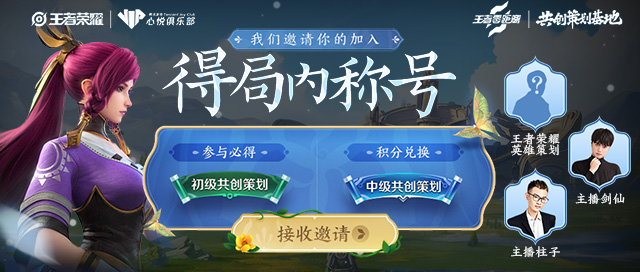 王者荣耀
心悦俱乐部
王者零距离
共创策划基地
我们邀请你的加入
得局内称号
参与必得
积分兑换
初级共创策划
中级共创策划
接收邀请
?
王者荣耀
英雄策划
主播剑仙
主播柱子